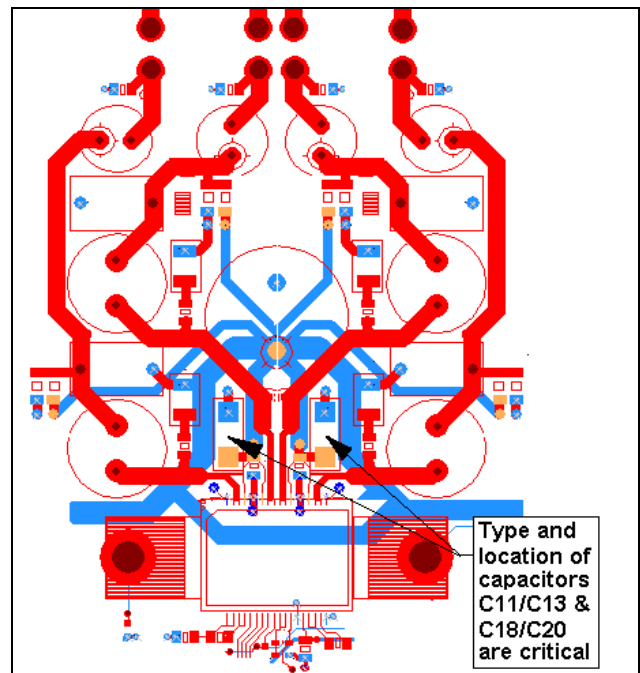 Type and
location of
capacitors
C11/C13 &
C18/C20
are critical